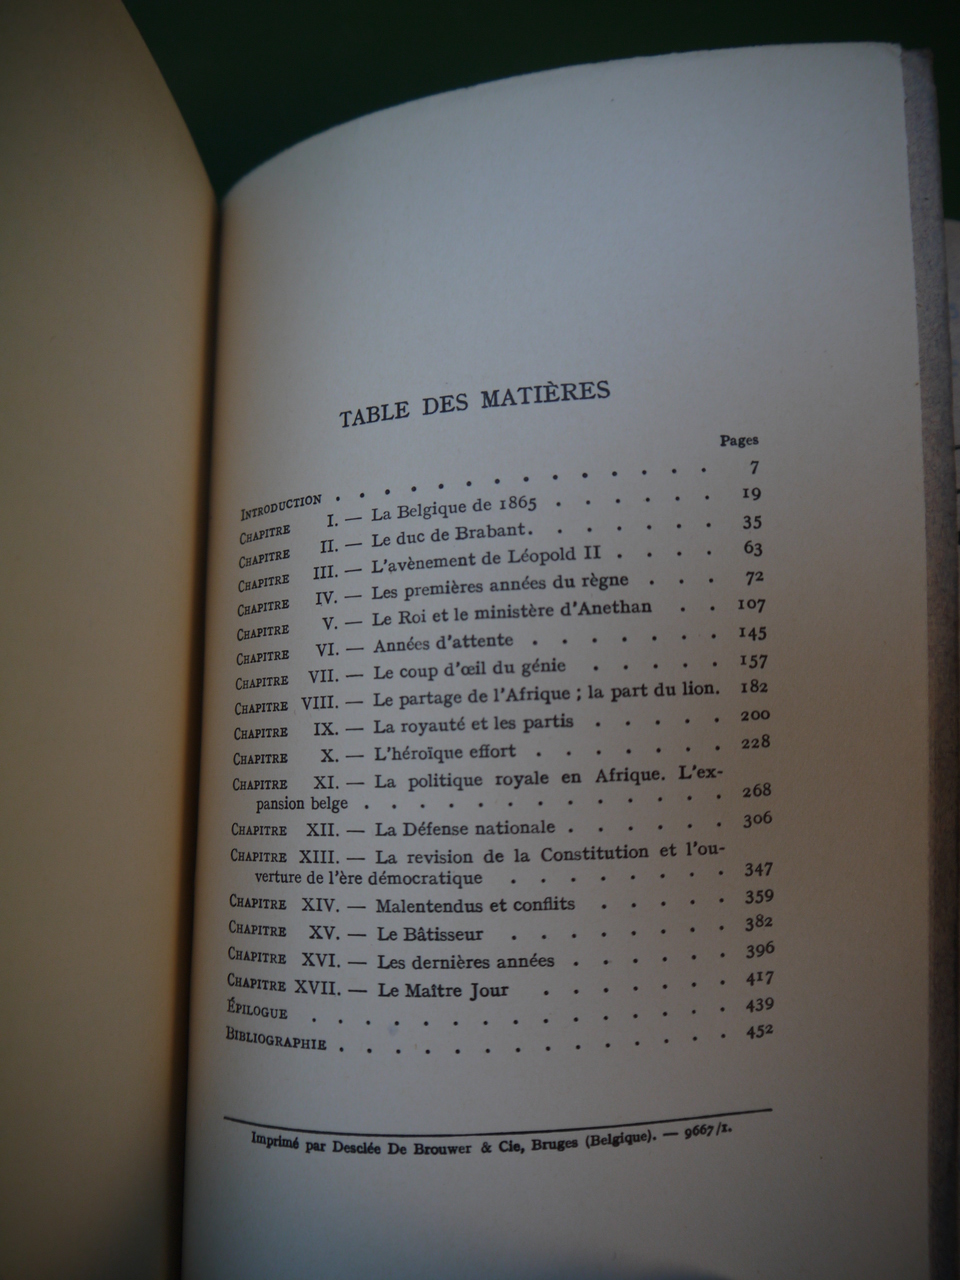 TABLE DES MATIÈRES
Pages
INTRODUCTION . . . . . . . . . . . . . . 7
CHAPITRE I. — La Belgique de 1865 . . . . . . 19
CHAPITRE II. — Le duc de Brabant. . . . . . . 35
CHAPITRE III. — L'avènement de Léopold II . . . . 63
CHAPITRE IV. — Les premières années du règne . . . 72
CHAPITRE V. — Le Roi et le ministère d'Anethan . . 107
CHAPITRE VI. — Années d'attente . . . . . . . 145
CHAPITRE VII. — Le coup d'œil du génie . . . . . 157
CHAPITRE VIII. — Le partage de l'Afrique ; la part du lion. 182
CHAPITRE IX. — La royauté et les partis . . . . . 200
CHAPITRE X. — L'héroïque effort . . . . . . . 228
CHAPITRE XI. — La politique royale en Afrique. L'ex-
pansion belge . . . . . . . . . . . . . 268
CHAPITRE XII. — La Défense nationale . . . . . . 306
CHAPITRE XIII. — La revision de la Constitution et l'ou-
verture de l'ère démocratique . . . . . . . . 347
CHAPITRE XIV. — Malentendus et conflits . . . . . 359
CHAPITRE XV. — Le Bâtisseur . . . . . . . . 382
CHAPITRE XVI. — Les dernières années . . . . . . 396
CHAPITRE XVII. — Le Maître Jour . . . . . . . 417
ÉPILOGUE . . . . . . . . . . . . . . . 439
BIBLIOGRAPHIE . . . . . . . . . . . . . . 452
Imprimé par Desclée De Brouwer & Cie, Bruges (Belgique). — 9667/1.